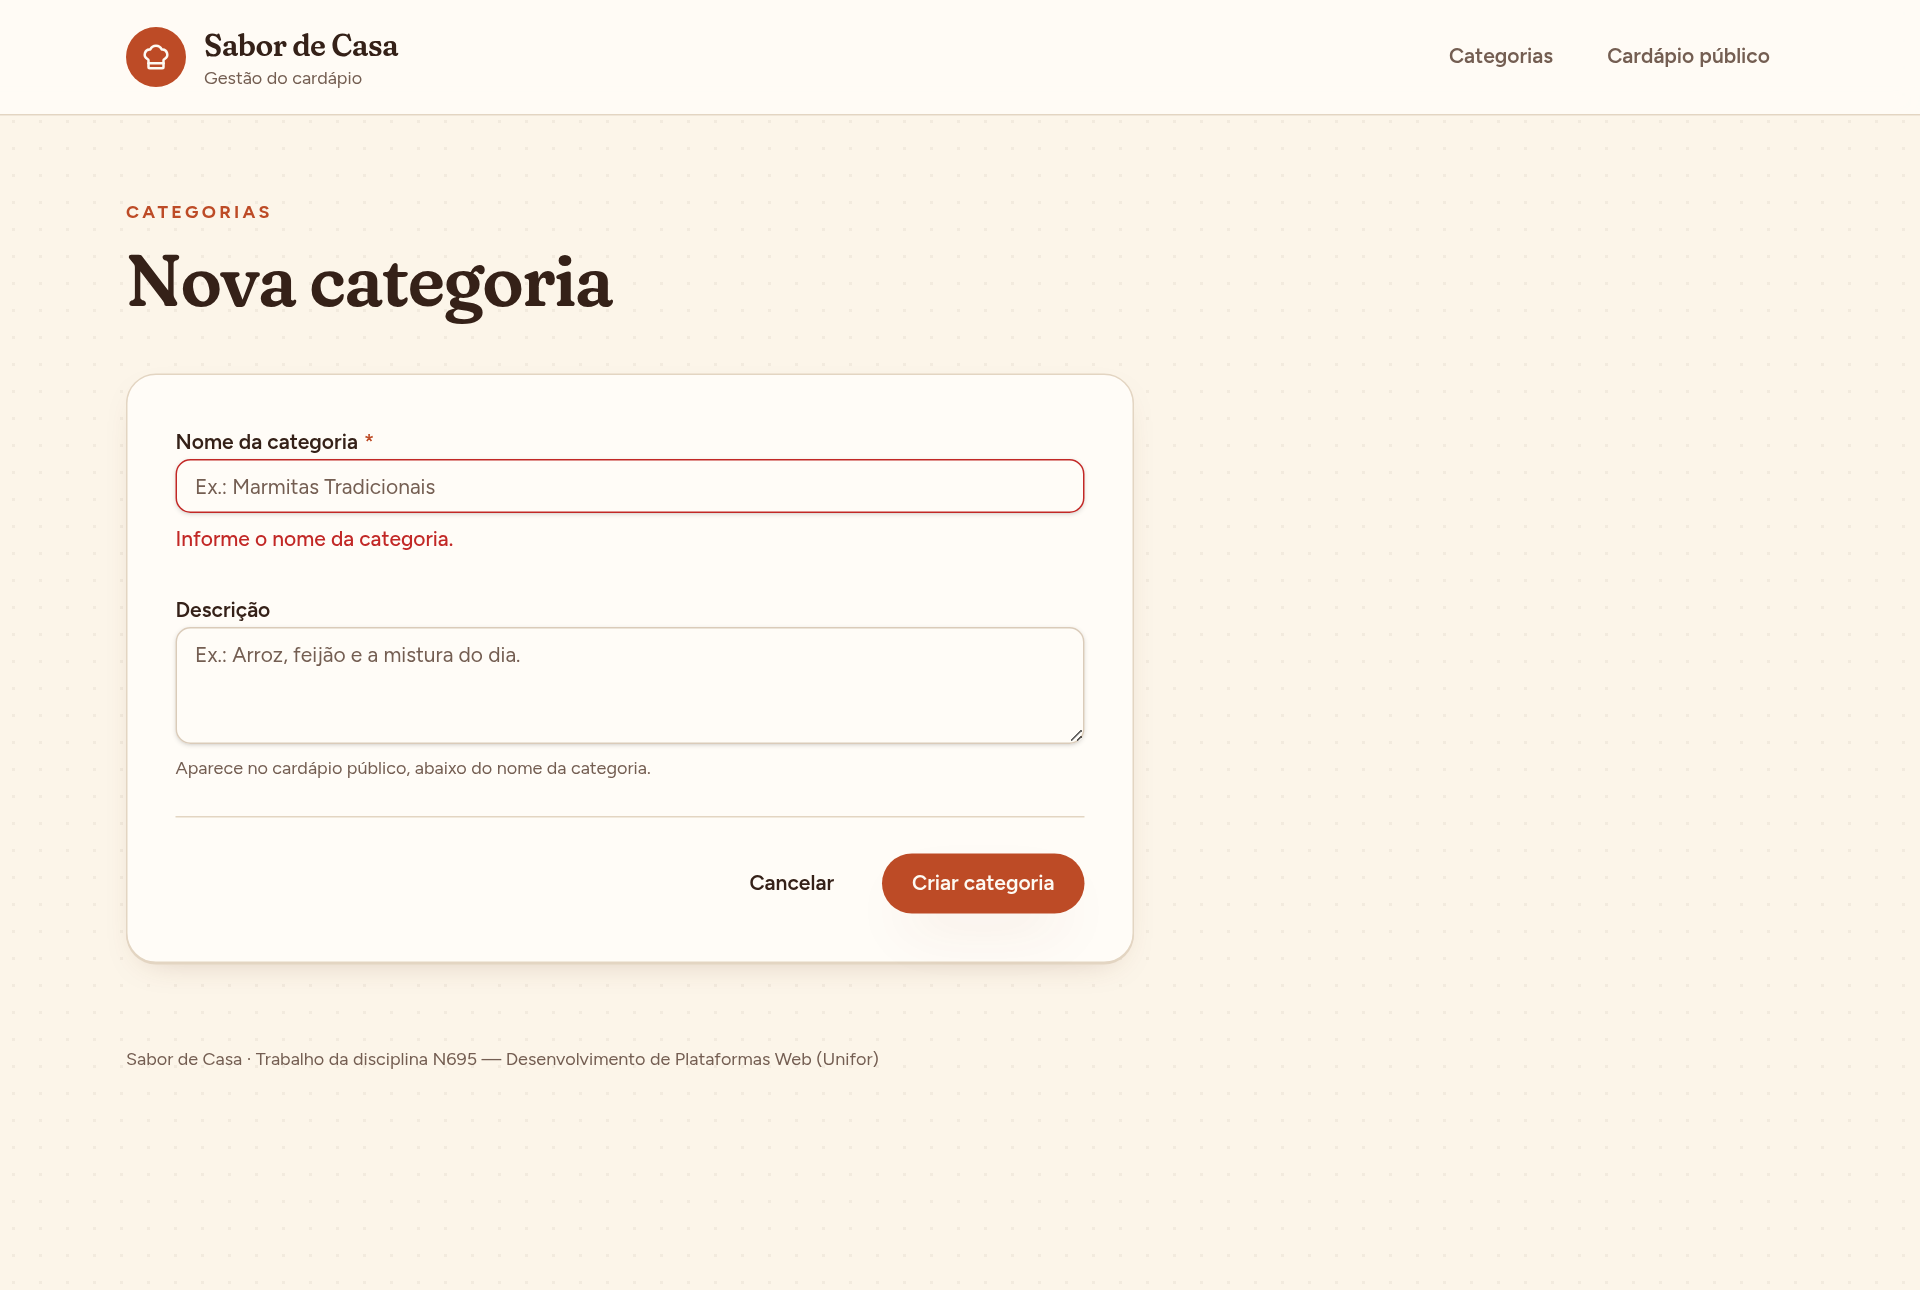 Sabor de Casa
Gestão do cardápio
Categorias
Cardápio público
CATEGORIAS
Nova categoria
Nome da categoria *
Ex.: Marmitas Tradicionais
Informe o nome da categoria.
Descrição
Ex.: Arroz, feijão e a mistura do dia.
Aparece no cardápio público, abaixo do nome da categoria.
Cancelar
Criar categoria
Sabor de Casa · Trabalho da disciplina N695 — Desenvolvimento de Plataformas Web (Unifor)